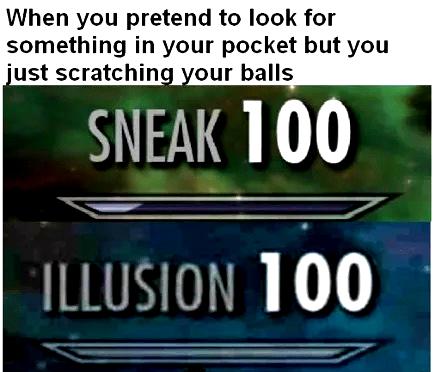 When you pretend to look for
something in your pocket but you
just scratching your balls
SNEAK 100
ILLUSION 100